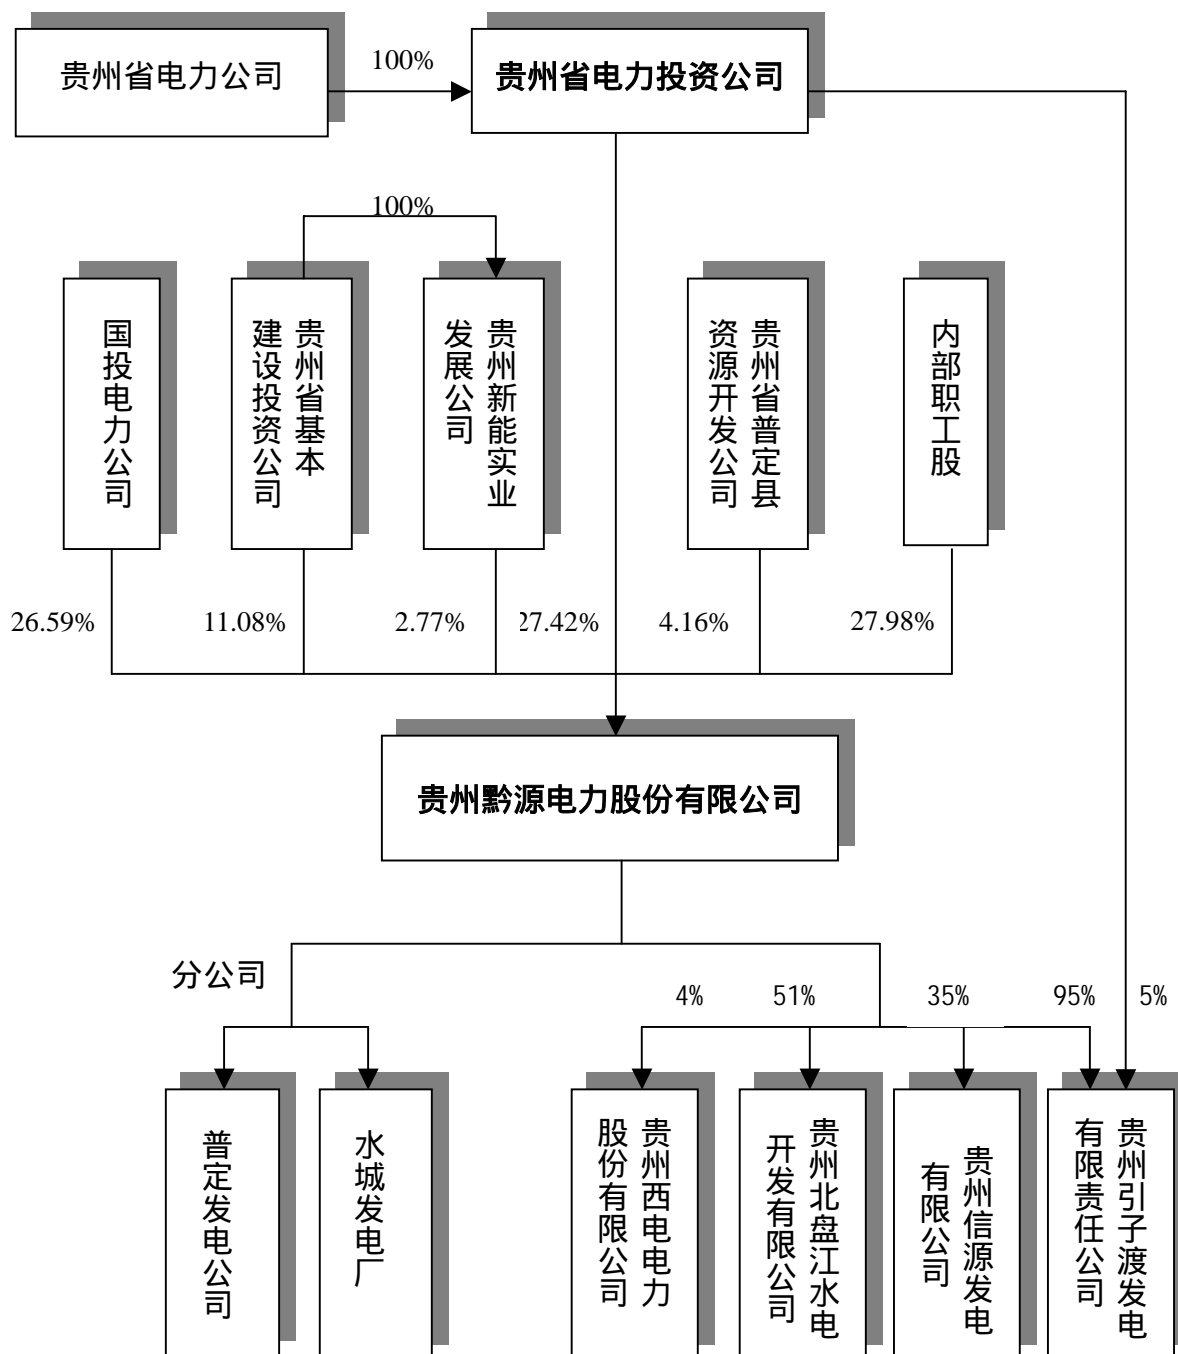 贵州省电力公司
100%
贵州省电力投资公司
100%
国投电力公司
贵州省基本
建设投资公司
贵州新能实业
发展公司
贵州省普定县
资源开发公司
内部职工股
26.59%
11.08%
2.77%
27.42%
4.16%
27.98%
贵州黔源电力股份有限公司
分公司
4%
51%
35%
95%
5%
普定发电公司
水城发电厂
贵州西电电力
股份有限公司
贵州北盘江水电
开发有限公司
贵州信源发电
有限公司
贵州引子渡发电
有限责任公司